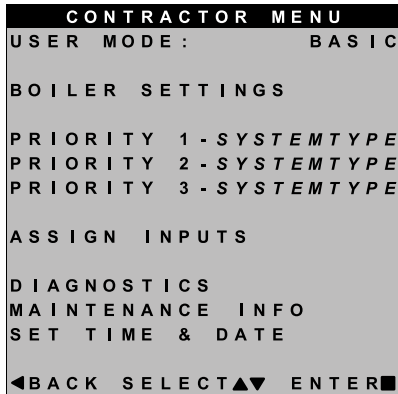 CONTRACTOR MENU
USER MODE: BASIC
BOILER SETTINGS
PRIORITY 1-SYSTEMTYPE
PRIORITY 2-SYSTEMTYPE
PRIORITY 3-SYSTEMTYPE
ASSIGN INPUTS
DIAGNOSTICS
MAINTENANCE INFO
SET TIME & DATE
◀BACK SELECT▲▼ ENTER■